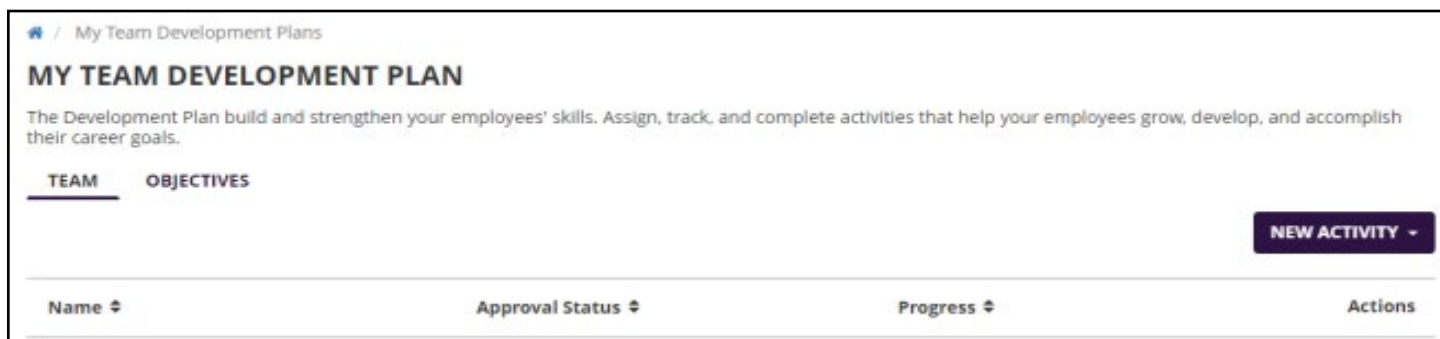 / My Team Development Plans
MY TEAM DEVELOPMENT PLAN
The Development Plan build and strengthen your employees' skills. Assign, track, and complete activities that help your employees grow, develop, and accomplish
their career goals.
TEAM OBJECTIVES
NEW ACTIVITY
Name Approval Status Progress Actions